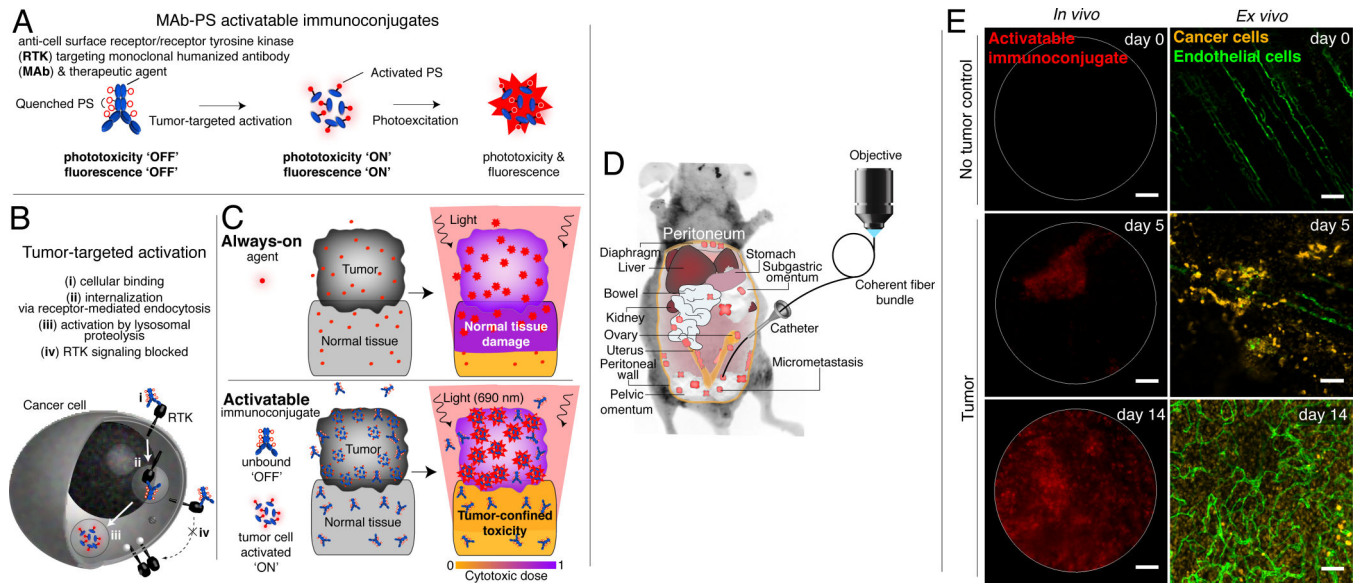 A
MAb-PS activatable immunoconjugates
anti-cell surface receptor/receptor tyrosine kinase
(RTK) targeting monoclonal humanized antibody
(MAb) & therapeutic agent
Quenched PS
Tumor-targeted activation
Activated PS
Photoexcitation
phototoxicity 'OFF'
fluorescence 'OFF'
phototoxicity 'ON'
fluorescence 'ON'
phototoxicity &
fluorescence
B
Tumor-targeted activation
(i) cellular binding
(ii) internalization
via receptor-mediated endocytosis
(iii) activation by lysosomal
proteolysis
(iv) RTK signaling blocked
Cancer cell
i
RTK
ii
iii
iv
C
Always-on
agent
Tumor
Normal tissue
Light
Normal tissue
damage
Activatable
immunoconjugate
unbound
'OFF'
tumor cell
activated
'ON'
Tumor
Normal tissue
Light (690 nm)
Tumor-confined
toxicity
0
1
Cytotoxic dose
D
Objective
Peritoneum
Diaphragm
Liver
Bowel
Kidney
Ovary
Uterus
Peritoneal
wall
Pelvic
omentum
Stomach
Subgastric
omentum
Coherent fiber
bundle
Catheter
Micrometastasis
E
In vivo
Ex vivo
No tumor control
Activatable
immunoconjugate
day 0
Cancer cells
Endothelial cells
day 0
Tumor
day 5
day 5
day 14
day 14